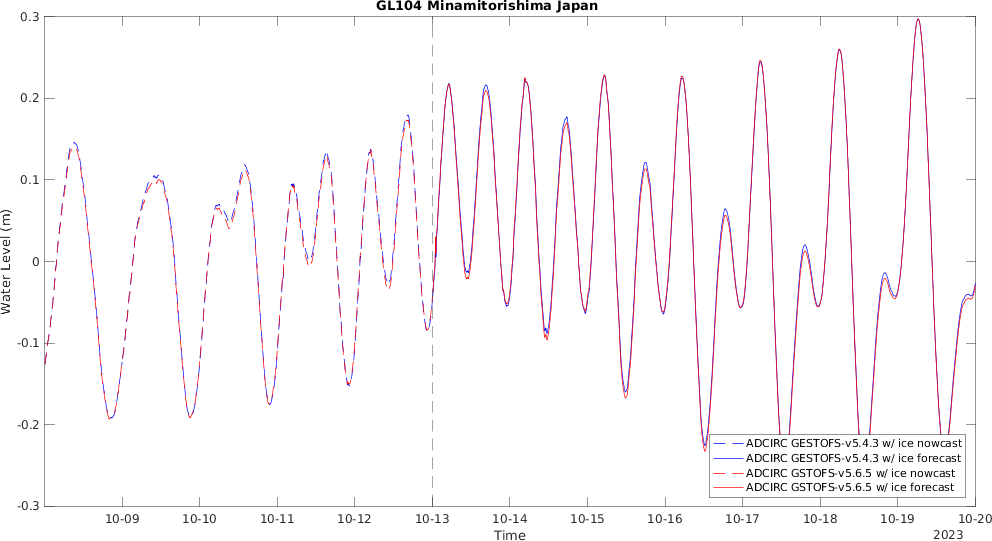 GL104 Minamitorishima Japan
0.3
0.2
0.1
0
-0.1
-0.2
-0.3
Water Level (m)
10-09 10-10 10-11 10-12 10-13 10-14 10-15 10-16 10-17 10-18 10-19 10-20
Time
2023
ADCIRC GESTOFS-v5.4.3 w/ ice nowcast
ADCIRC GESTOFS-v5.4.3 w/ ice forecast
ADCIRC GSTOFS-v5.6.5 w/ ice nowcast
ADCIRC GSTOFS-v5.6.5 w/ ice forecast